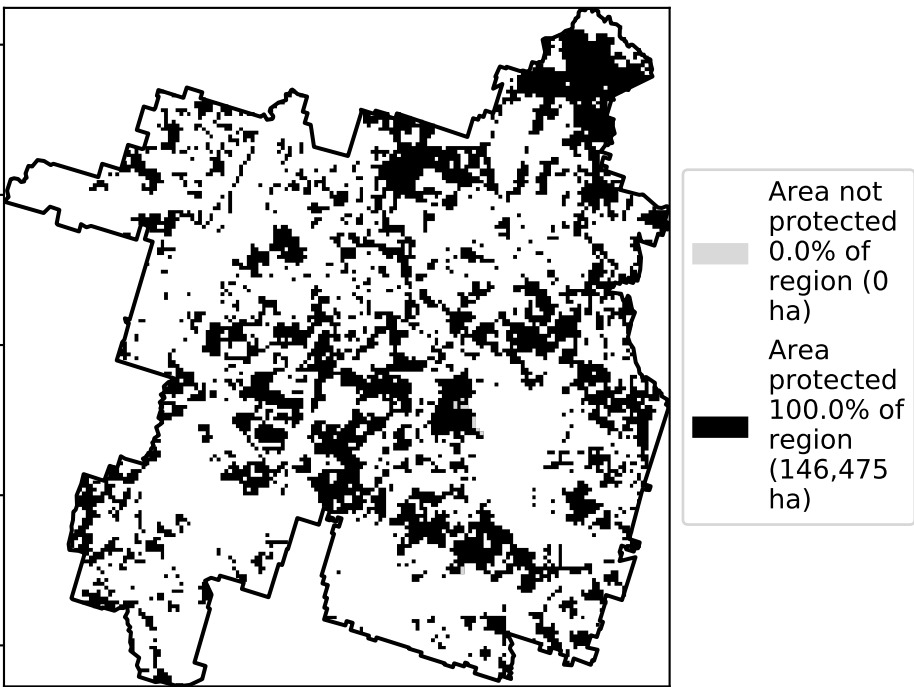 Area not
protected
0.0% of
region (0
ha)
Area
protected
100.0% of
region
(146,475
ha)